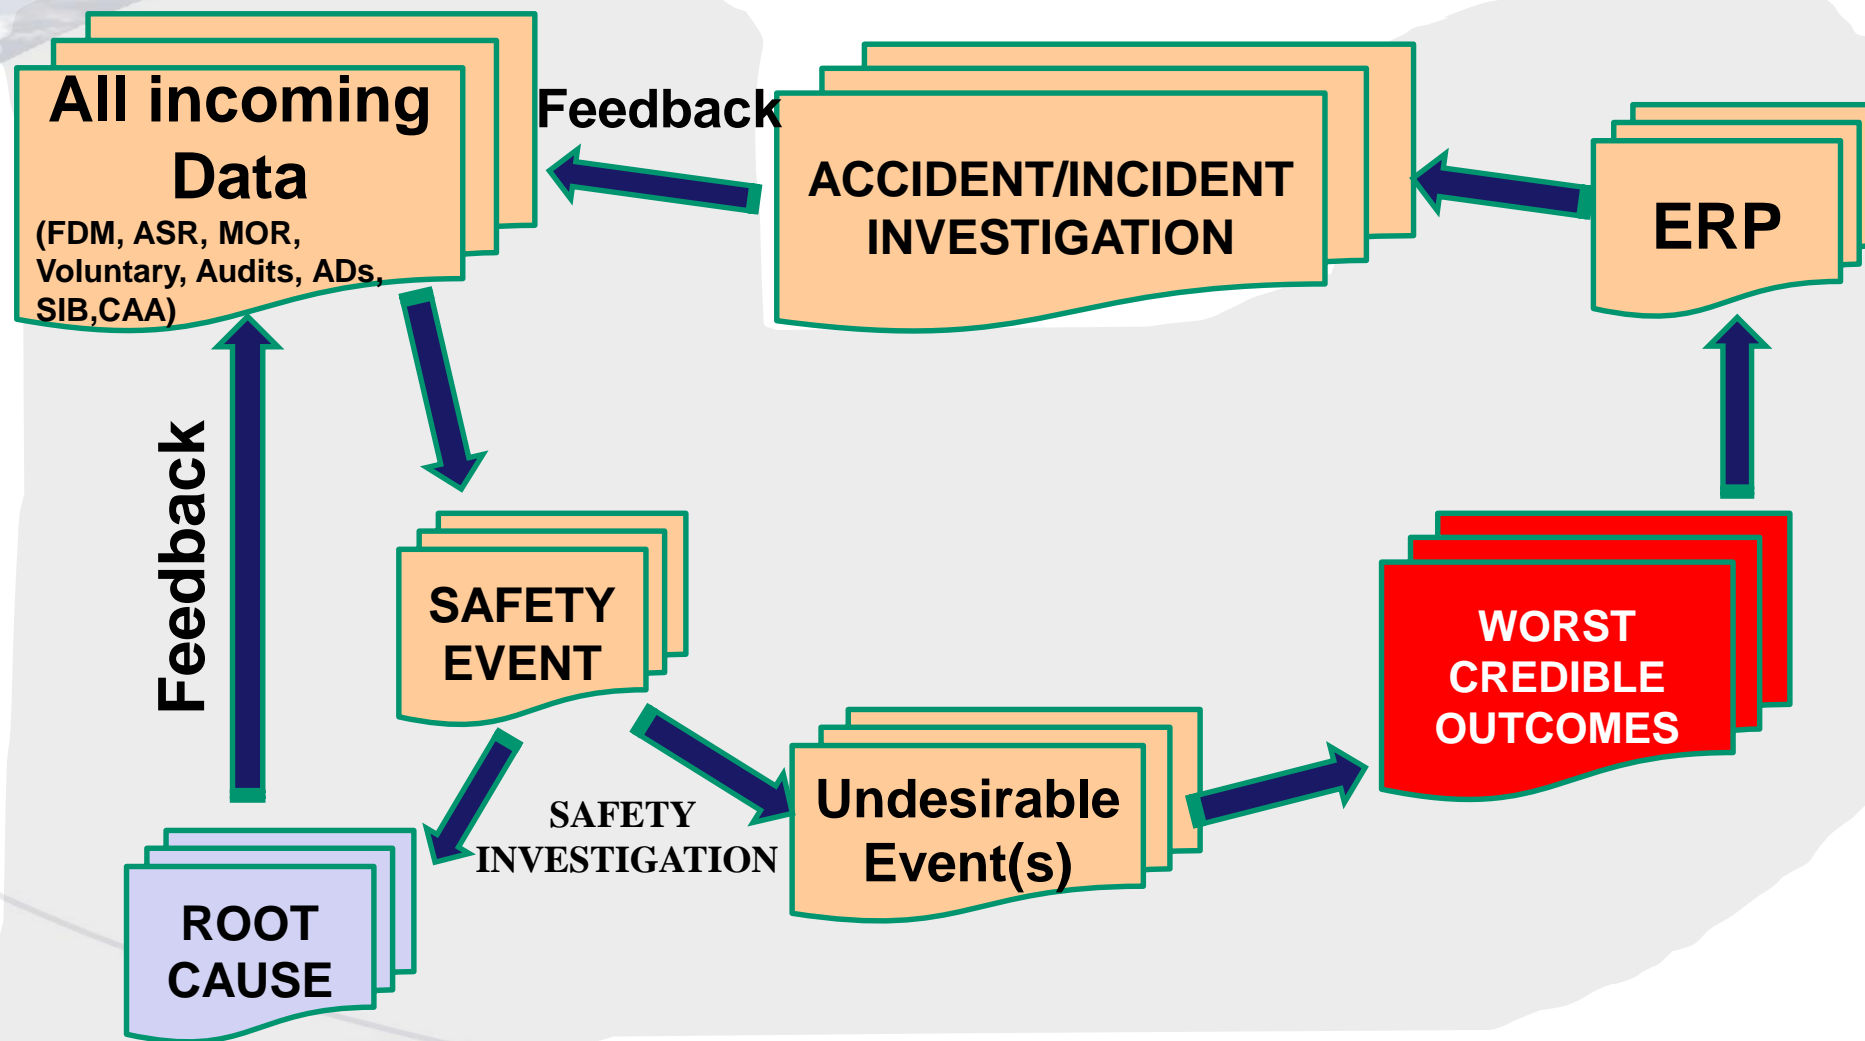 All incoming
Data
(FDM, ASR, MOR,
Voluntary, Audits, ADs,
SIB,CAA)
Feedback
ACCIDENT/INCIDENT
INVESTIGATION
ERP
Feedback
SAFETY
EVENT
WORST
CREDIBLE
OUTCOMES
SAFETY
INVESTIGATION
Undesirable
Event(s)
ROOT
CAUSE